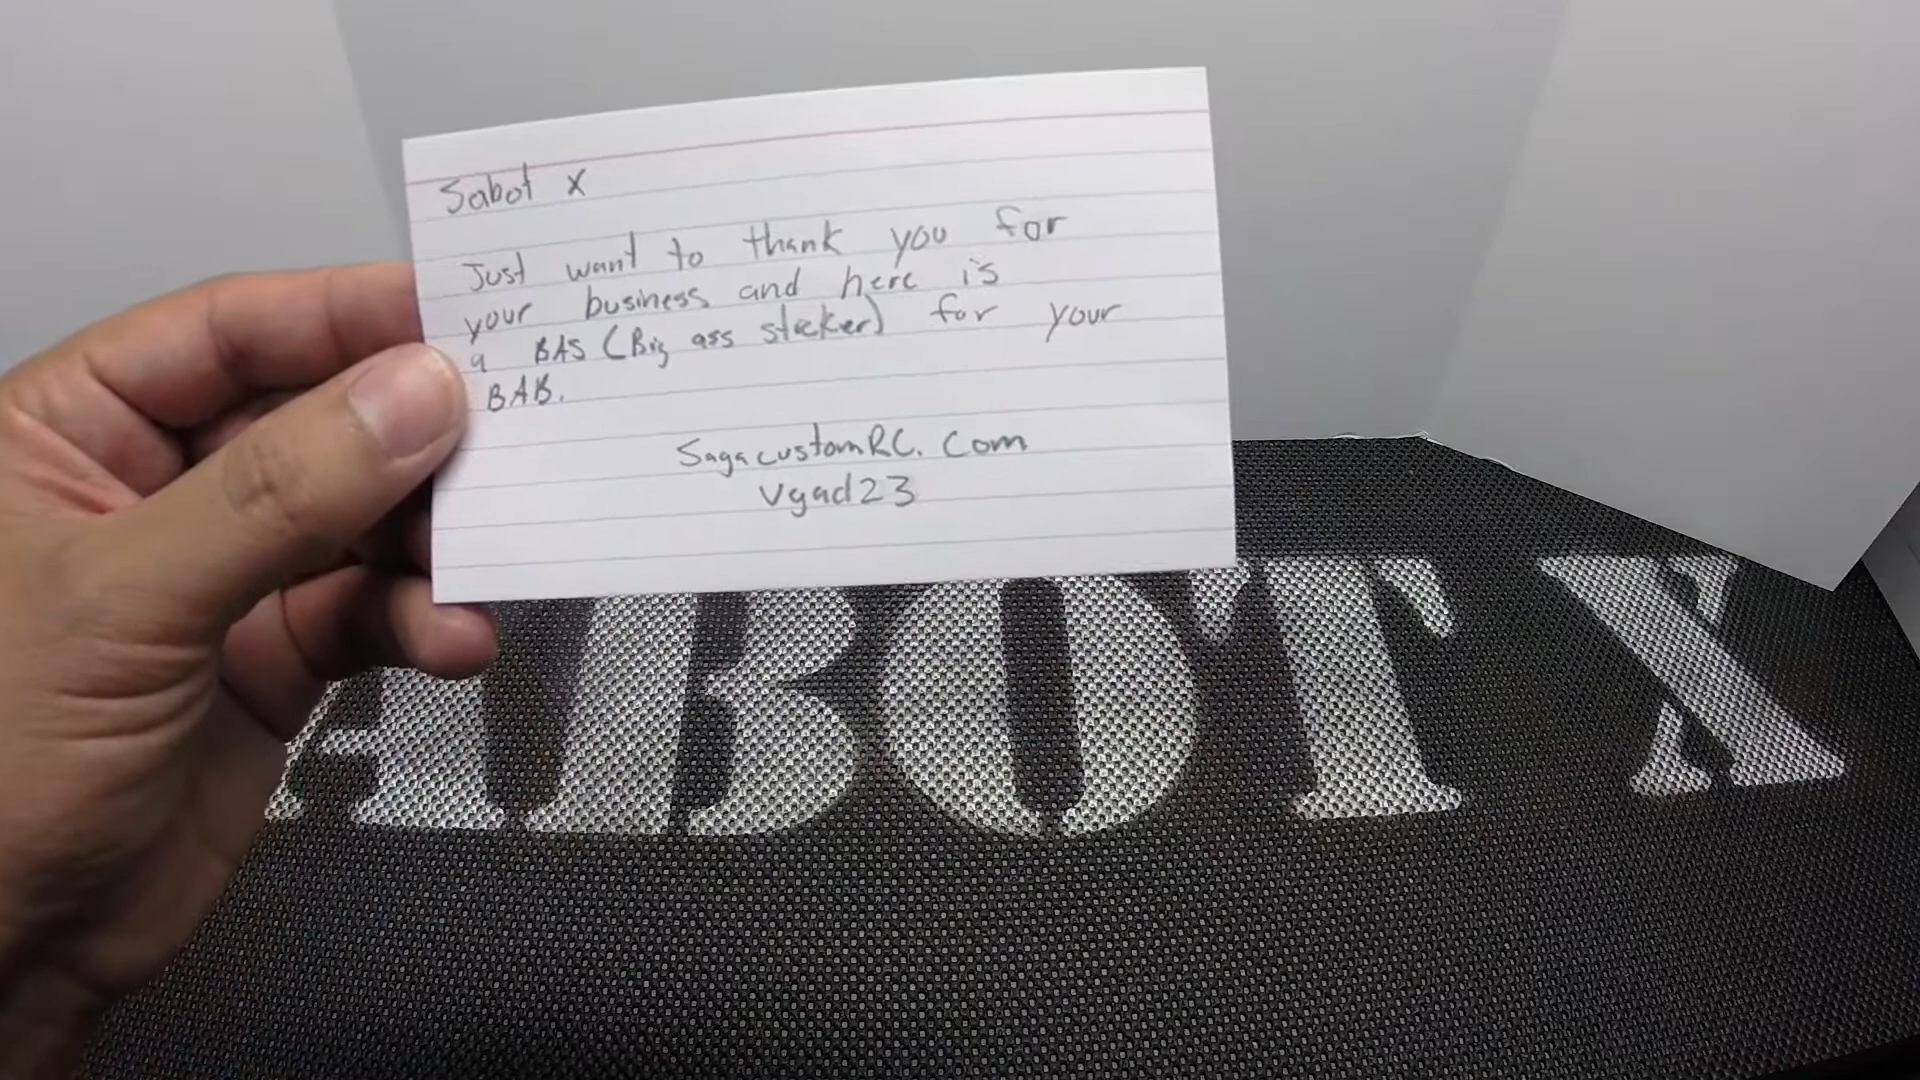 Sabot X
Just want to thank you for
your business and here is
a BAS (Big ass sticker) for your
BAB.
SagacustomRC.com
Vgad23
ABOT X